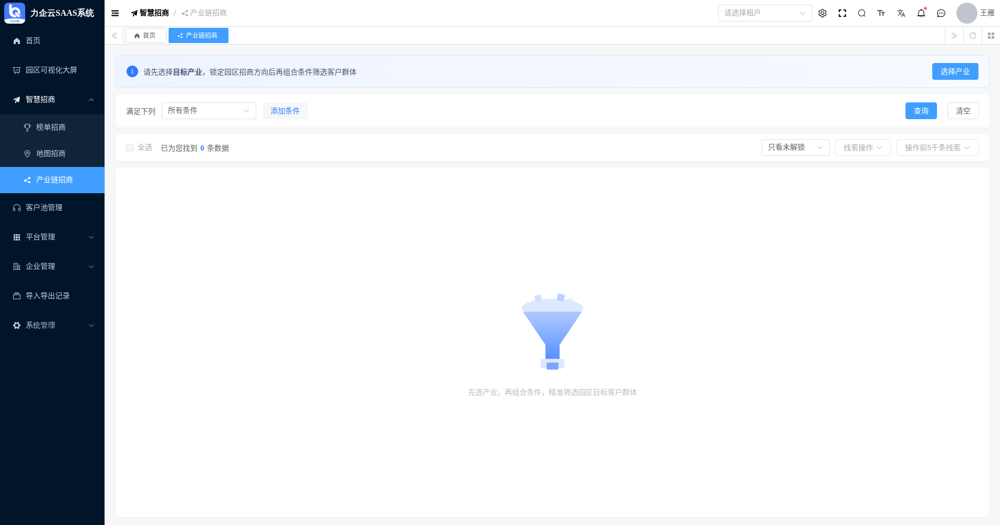 力企云SAAS系统
智慧招商 / 产业链招商
请选择租户
王雁
首页
产业链招商
首页
园区可视化大屏
智慧招商
榜单招商
地图招商
产业链招商
客户池管理
平台管理
企业管理
导入导出记录
系统管理
1 请先选择目标产业，锁定园区招商方向后再组合条件筛选客户群体
选择产业
满足下列 所有条件 添加条件
查询 清空
全选 已为您找到 0 条数据
只看未解锁 线索操作 操作前5千条线索
先选产业，再组合条件，精准筛选园区目标客户群体